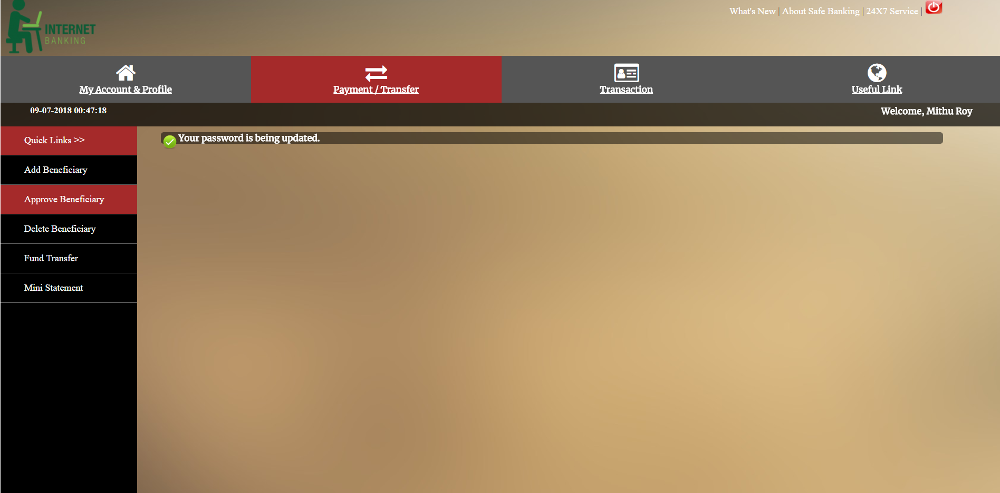 INTERNET
BANKING
What's New | About Safe Banking | 24X7 Service |
My Account & Profile
Payment / Transfer
Transaction
Useful Link
09-07-2018 00:47:18
Welcome, Mithu Roy
Quick Links >>
Your password is being updated.
Add Beneficiary
Approve Beneficiary
Delete Beneficiary
Fund Transfer
Mini Statement